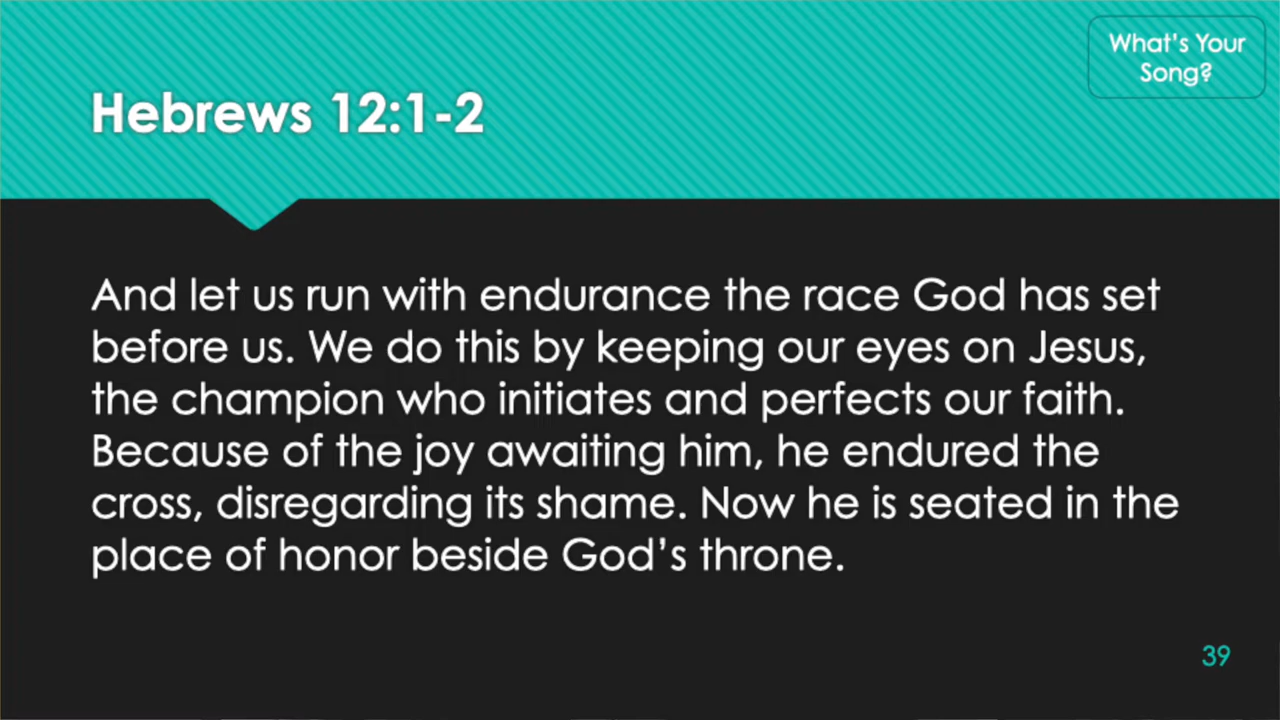 What's Your
Song?
Hebrews 12:1-2
And let us run with endurance the race God has set
before us. We do this by keeping our eyes on Jesus,
the champion who initiates and perfects our faith.
Because of the joy awaiting him, he endured the
cross, disregarding its shame. Now he is seated in the
place of honor beside God's throne.
39